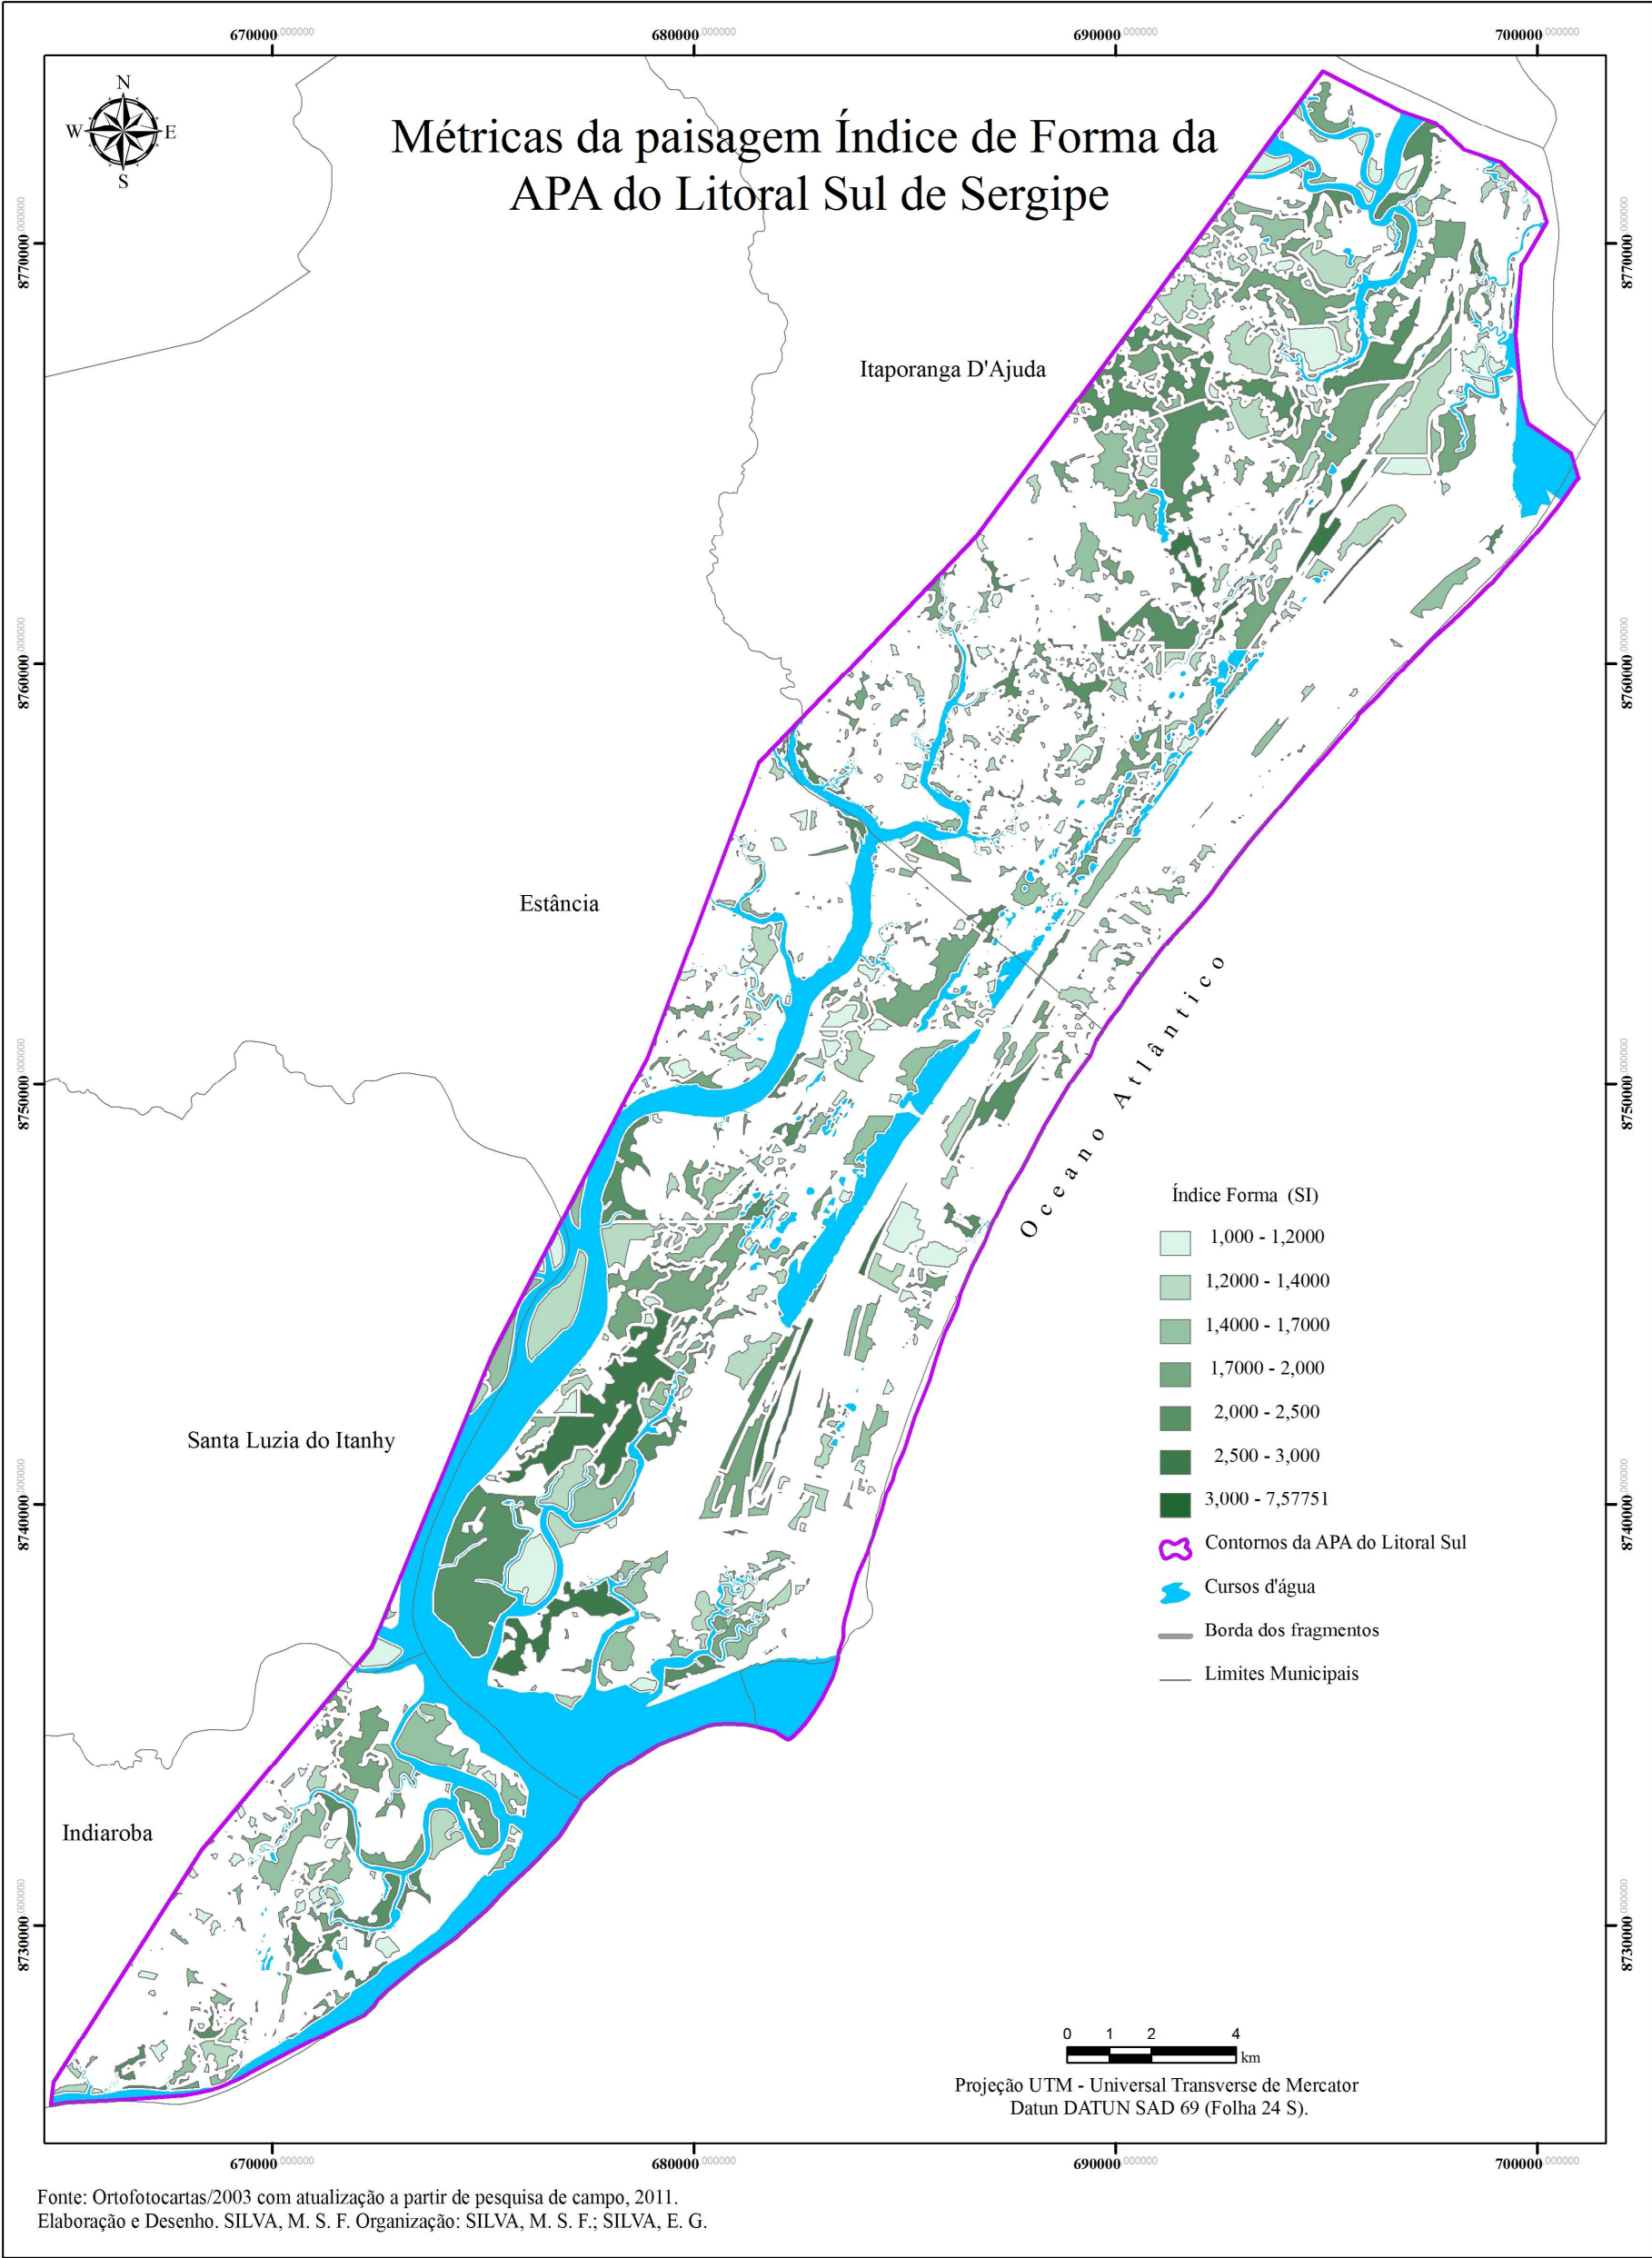 670000.000000 680000.000000 690000.000000 700000.000000
N
W E
S
Métricas da paisagem Índice de Forma da
APA do Litoral Sul de Sergipe
8770000.000000 8770000.000000
Itaporanga D'Ajuda
8760000.000000 8760000.000000
Estância
Oceano Atlântico
8750000.000000 8750000.000000
Índice Forma (SI)
1,000 - 1,2000
1,2000 - 1,4000
1,4000 - 1,7000
1,7000 - 2,000
2,000 - 2,500
2,500 - 3,000
3,000 - 7,57751
Contornos da APA do Litoral Sul
Cursos d'água
Borda dos fragmentos
Limites Municipais
Santa Luzia do Itanhy
8740000.000000 8740000.000000
Indiaroba
8730000.000000 8730000.000000
0 1 2 4
km
Projeção UTM - Universal Transverse de Mercator
Datun DATUN SAD 69 (Folha 24 S).
670000.000000 680000.000000 690000.000000 700000.000000
Fonte: Ortofotocartas/2003 com atualização a partir de pesquisa de campo, 2011.
Elaboração e Desenho. SILVA, M. S. F. Organização: SILVA, M. S. F.; SILVA, E. G.